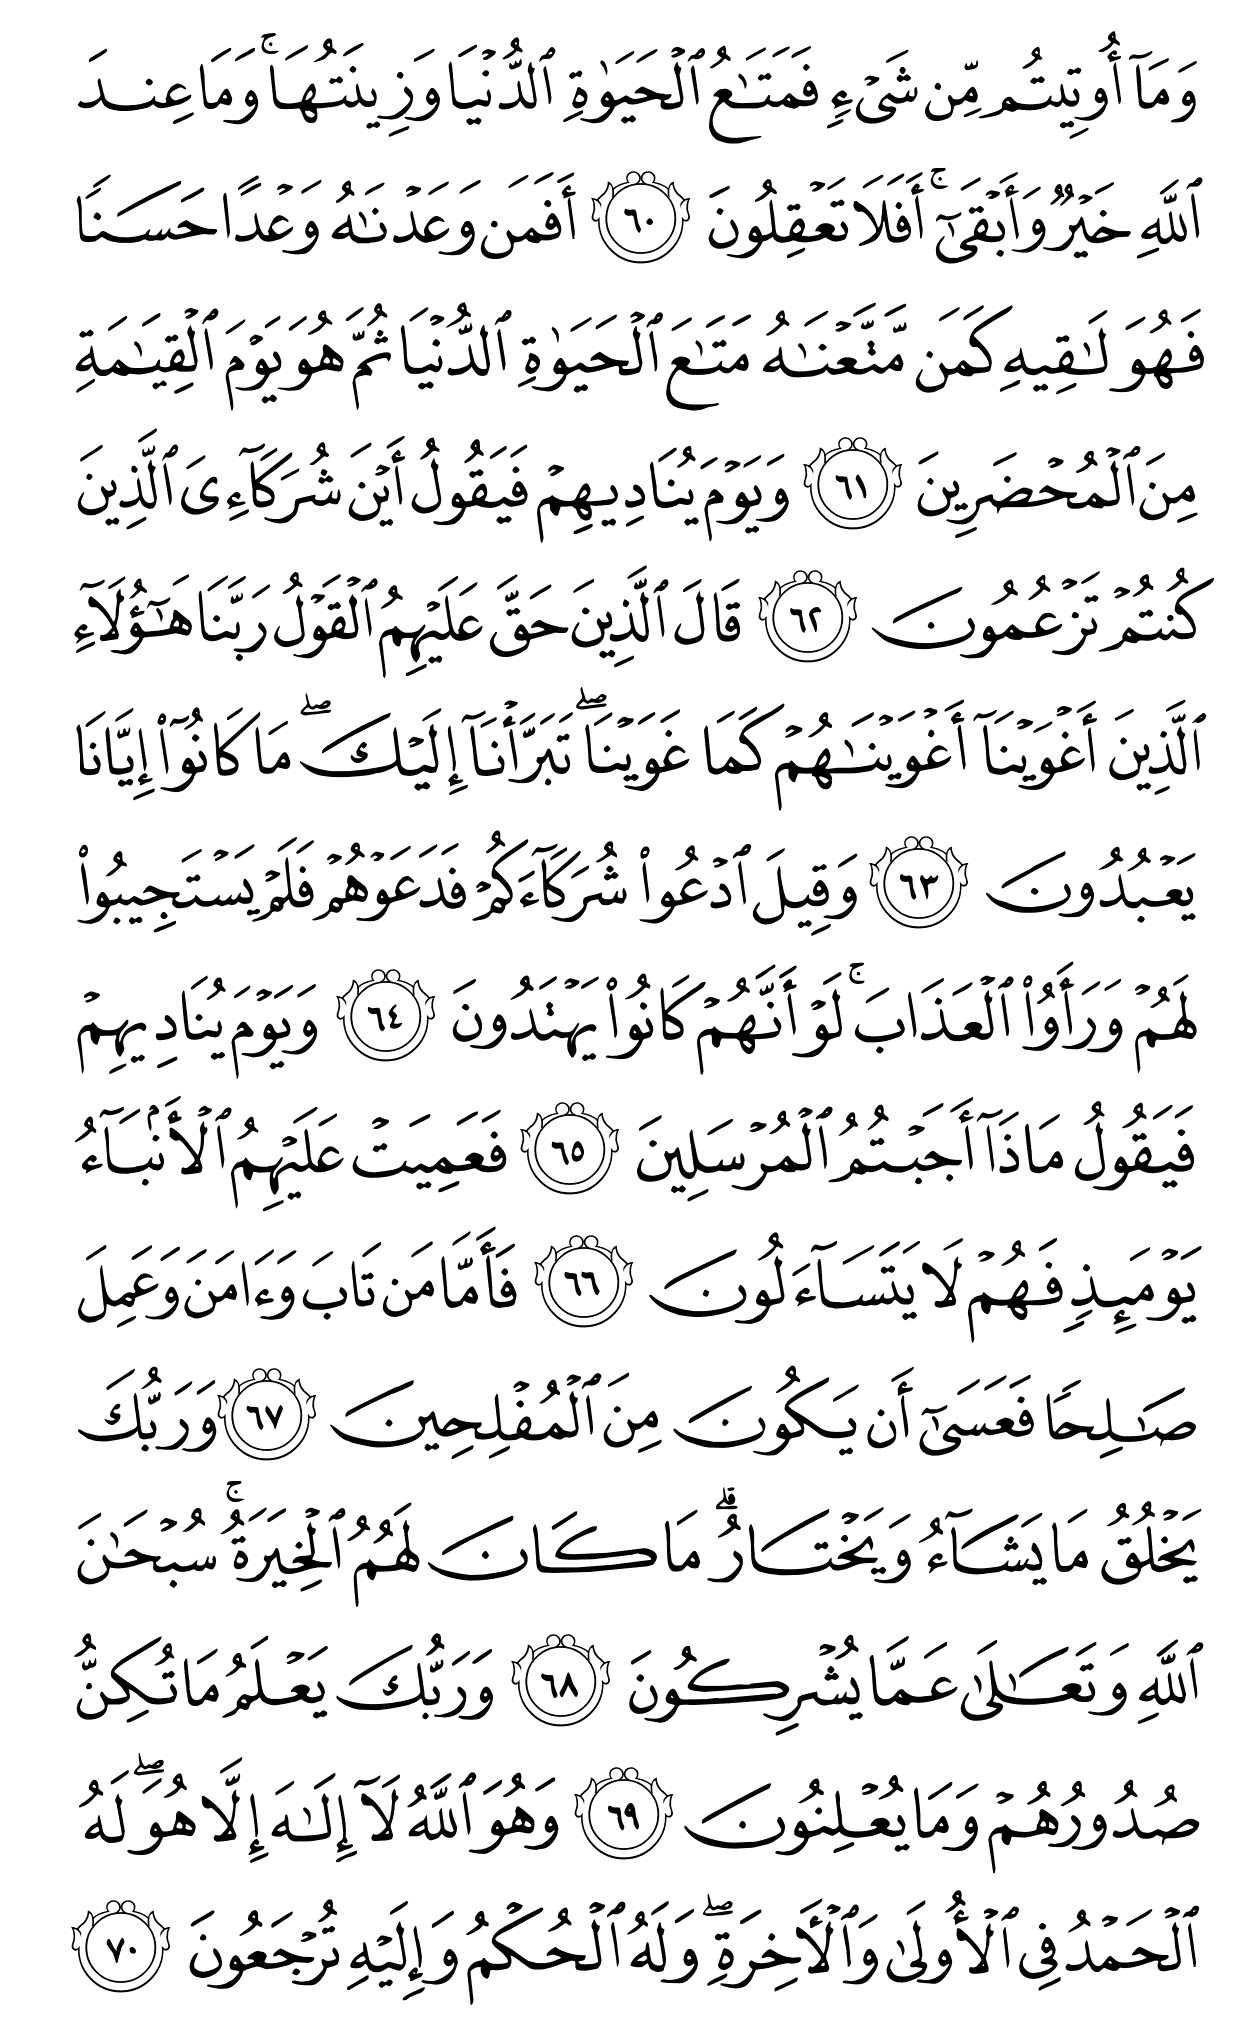 وَمَآ أُوتِيتُم مِّن شَىْءٍ فَمَتَـٰعُ ٱلْحَيَوٰةِ ٱلدُّنْيَا وَزِينَتُهَا ۚ وَمَا عِندَ
ٱللَّهِ خَيْرٌ وَأَبْقَىٰٓ ۚ أَفَلَا تَعْقِلُونَ ٦٠ أَفَمَن وَعَدْنَـٰهُ وَعْدًا حَسَنًا
فَهُوَ لَـٰقِيهِ كَمَن مَّتَّعْنَـٰهُ مَتَـٰعَ ٱلْحَيَوٰةِ ٱلدُّنْيَا ثُمَّ هُوَ يَوْمَ ٱلْقِيَـٰمَةِ
مِنَ ٱلْمُحْضَرِينَ ٦١ وَيَوْمَ يُنَادِيهِمْ فَيَقُولُ أَيْنَ شُرَكَآءِىَ ٱلَّذِينَ
كُنتُمْ تَزْعُمُونَ ٦٢ قَالَ ٱلَّذِينَ حَقَّ عَلَيْهِمُ ٱلْقَوْلُ رَبَّنَا هَـٰٓؤُلَآءِ
ٱلَّذِينَ أَغْوَيْنَآ أَغْوَيْنَـٰهُمْ كَمَا غَوَيْنَا ۖ تَبَرَّأْنَآ إِلَيْكَ ۖ مَا كَانُوٓا۟ إِيَّانَا
يَعْبُدُونَ ٦٣ وَقِيلَ ٱدْعُوا۟ شُرَكَآءَكُمْ فَدَعَوْهُمْ فَلَمْ يَسْتَجِيبُوا۟
لَهُمْ وَرَأَوُا۟ ٱلْعَذَابَ ۚ لَوْ أَنَّهُمْ كَانُوا۟ يَهْتَدُونَ ٦٤ وَيَوْمَ يُنَادِيهِمْ
فَيَقُولُ مَاذَآ أَجَبْتُمُ ٱلْمُرْسَلِينَ ٦٥ فَعَمِيَتْ عَلَيْهِمُ ٱلْأَنۢبَآءُ
يَوْمَئِذٍ فَهُمْ لَا يَتَسَآءَلُونَ ٦٦ فَأَمَّا مَن تَابَ وَءَامَنَ وَعَمِلَ
صَـٰلِحًا فَعَسَىٰٓ أَن يَكُونَ مِنَ ٱلْمُفْلِحِينَ ٦٧ وَرَبُّكَ
يَخْلُقُ مَا يَشَآءُ وَيَخْتَارُ ۗ مَا كَانَ لَهُمُ ٱلْخِيَرَةُ ۚ سُبْحَـٰنَ
ٱللَّهِ وَتَعَـٰلَىٰ عَمَّا يُشْرِكُونَ ٦٨ وَرَبُّكَ يَعْلَمُ مَا تُكِنُّ
صُدُورُهُمْ وَمَا يُعْلِنُونَ ٦٩ وَهُوَ ٱللَّهُ لَآ إِلَـٰهَ إِلَّا هُوَ ۖ لَهُ
ٱلْحَمْدُ فِى ٱلْأُولَىٰ وَٱلْـَٔاخِرَةِ ۖ وَلَهُ ٱلْحُكْمُ وَإِلَيْهِ تُرْجَعُونَ ٧٠